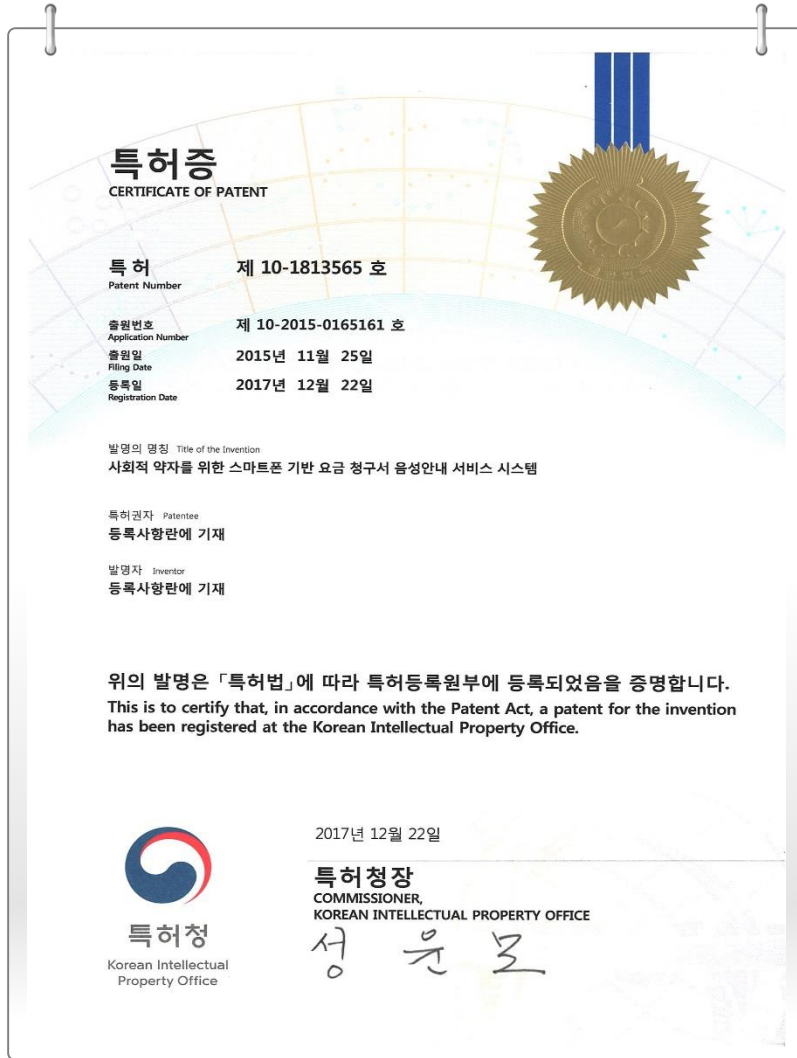 특허증
CERTIFICATE OF PATENT
특 허 제 10-1813565 호
Patent Number
출원번호 제 10-2015-0165161 호
Application Number
출원일 2015년 11월 25일
Filing Date
등록일 2017년 12월 22일
Registration Date
발명의 명칭 Title of the Invention
사회적 약자를 위한 스마트폰 기반 요금 청구서 음성안내 서비스 시스템
특허권자 Patentee
등록사항란에 기재
발명자 Inventor
등록사항란에 기재
위의 발명은 「특허법」에 따라 특허등록원부에 등록되었음을 증명합니다.
This is to certify that, in accordance with the Patent Act, a patent for the invention
has been registered at the Korean Intellectual Property Office.
2017년 12월 22일
특허청장
COMMISSIONER,
KOREAN INTELLECTUAL PROPERTY OFFICE
성 윤 모
특허청
Korean Intellectual
Property Office